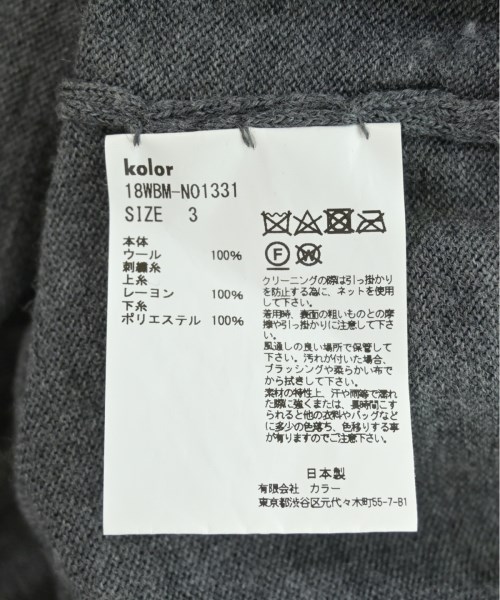 kolor
18WBM-N01331
SIZE 3
本体
ウール 100%
刺繍糸
上糸
レーヨン 100%
下糸
ポリエステル 100%
F
W
クリーニングの際は引っ掛かり
を防止する為に、ネットを使用
して下さい。
着用時、表面の粗いものとの摩
擦や引っ掛かりに注意して下さ
い。
風通しの良い場所で保管して
下さい。汚れが付いた場合、
ブラッシングや柔らかい布で
から拭きして下さい。
素材の特性上、汗や雨等で濡れ
た際に強くまたは、長時間こす
られると他の衣料やバッグなど
に多少の色落ち、色移りする事
が有りますのでご注意下さい。
日本製
有限会社 カラー
東京都渋谷区元代々木町55-7-B1